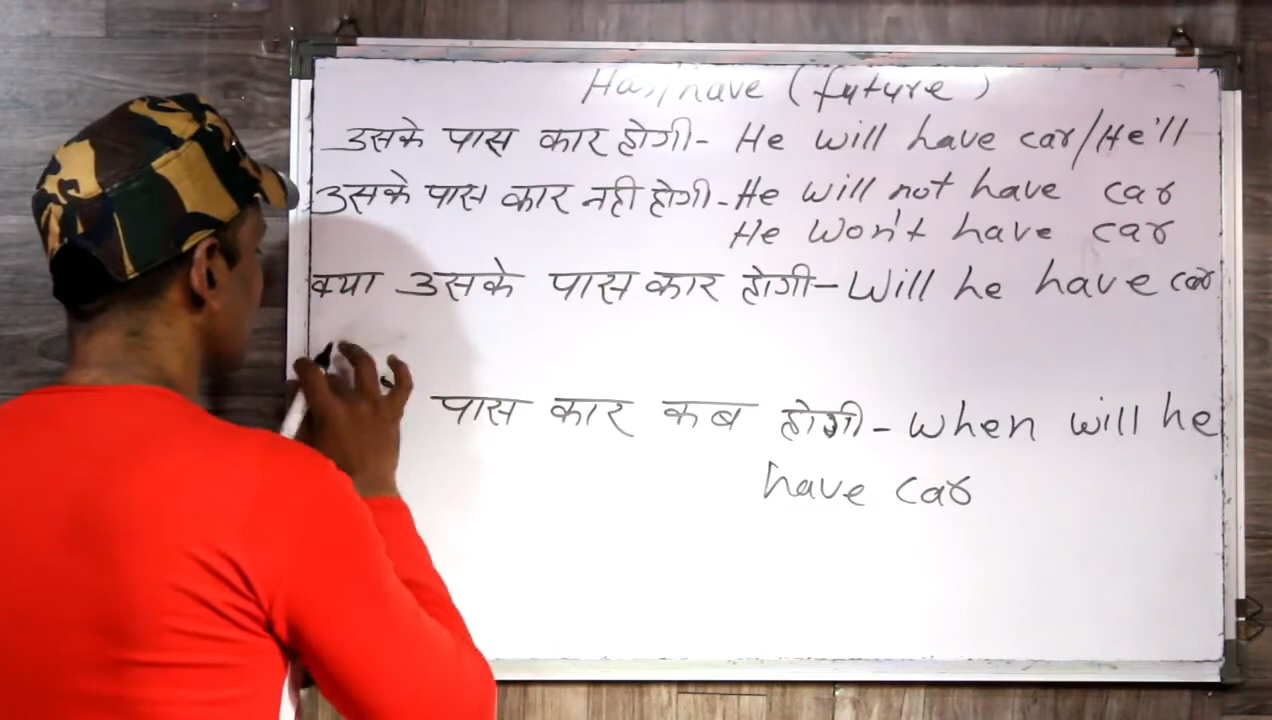 Has/have (future)
उसके पास कार होगी- He will have car/He'll
उसके पास कार नही होगी-He will not have car
He won't have car
क्या उसके पास कार होगी-Will he have car
पास कार कब होगी-when will he
have car